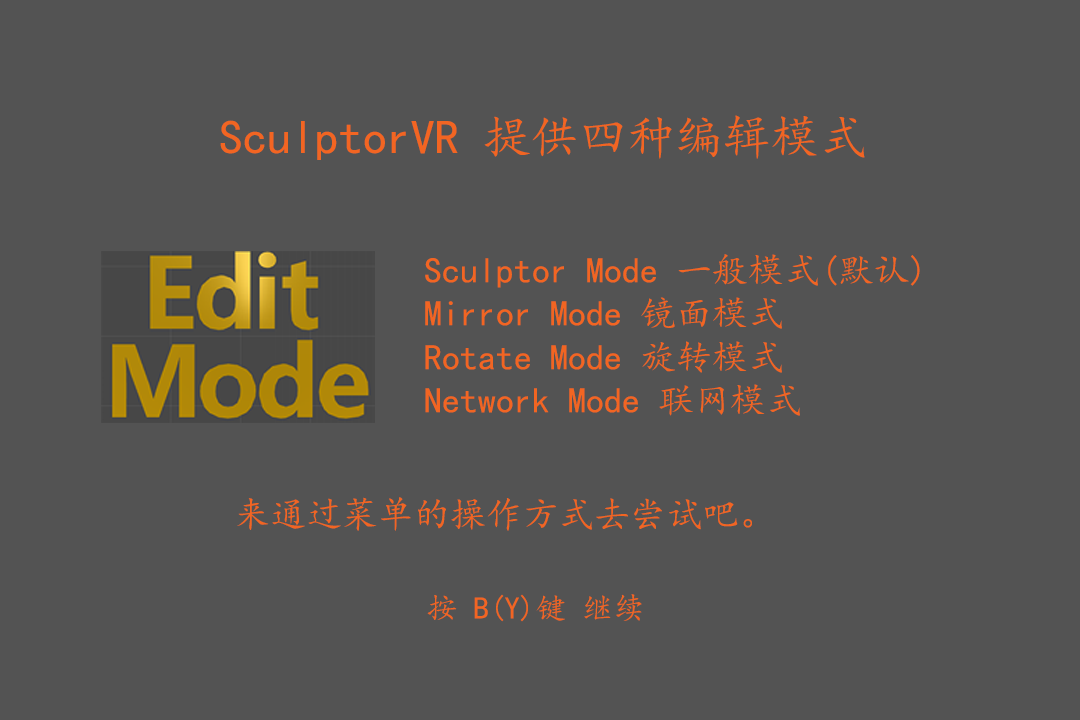 SculptorVR 提供四种编辑模式
Edit
Mode
Sculptor Mode 一般模式(默认)
Mirror Mode 镜面模式
Rotate Mode 旋转模式
Network Mode 联网模式
来通过菜单的操作方式去尝试吧。
按 B(Y)键 继续